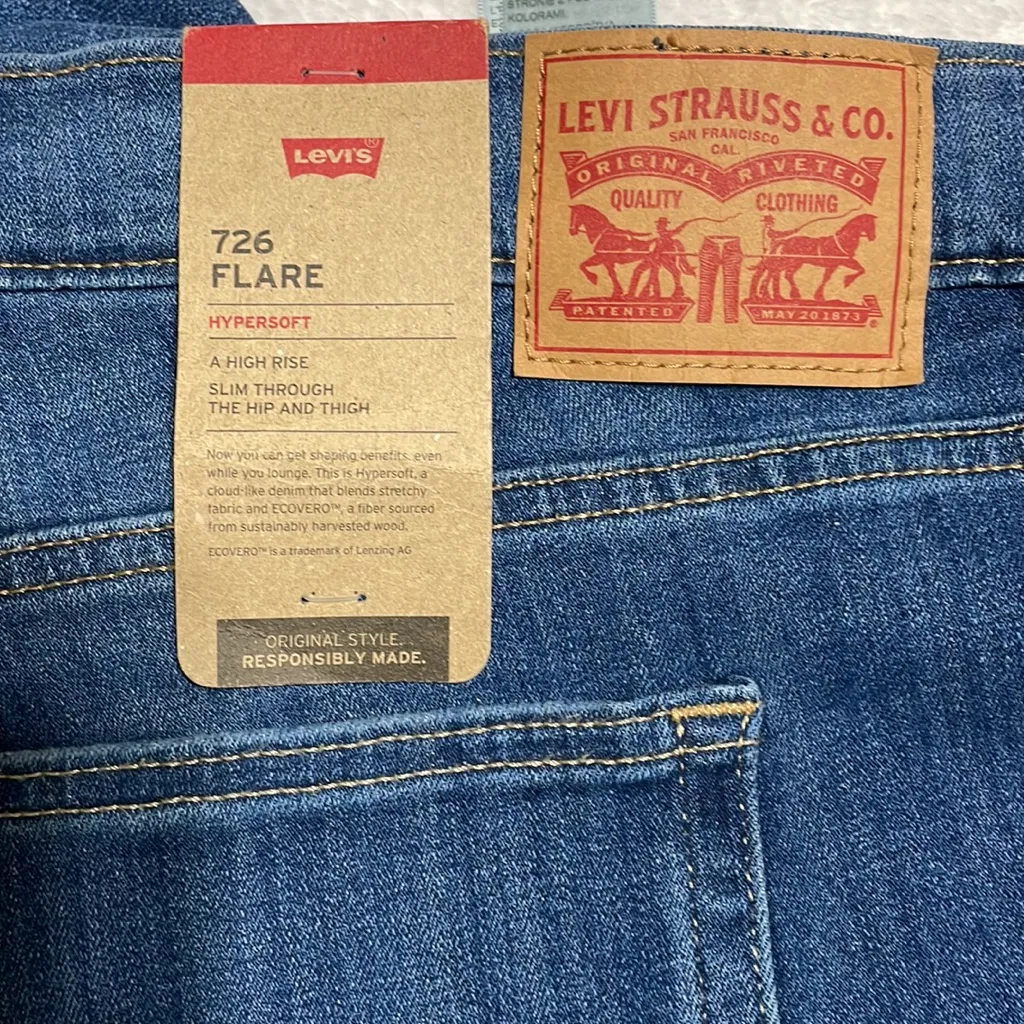 KOLORAMI.
LEVI'S®
726
FLARE
HYPERSOFT
A HIGH RISE
SLIM THROUGH
THE HIP AND THIGH
Now you can get shaping benefits, even
while you lounge. This is Hypersoft, a
cloud-like denim that blends stretchy
fabric and ECOVERO™, a fiber sourced
from sustainably harvested wood.
ECOVERO™ is a trademark of Lenzing AG
ORIGINAL STYLE.
RESPONSIBLY MADE.
LEVI STRAUSS & CO.
SAN FRANCISCO
CAL.
ORIGINAL RIVETED
QUALITY CLOTHING
PATENTED MAY 20 1873